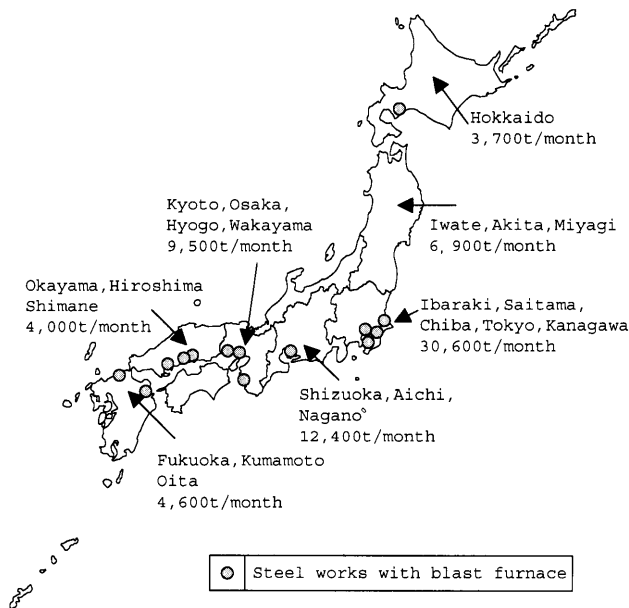 Hokkaido
3,700t/month
Kyoto,Osaka,
Hyogo,Wakayama
9,500t/month
Iwate,Akita,Miyagi
6,900t/month
Okayama,Hiroshima
Shimane
4,000t/month
Ibaraki,Saitama,
Chiba,Tokyo,Kanagawa
30,600t/month
Shizuoka,Aichi,
Nagano
12,400t/month
Fukuoka,Kumamoto
Oita
4,600t/month
Steel works with blast furnace